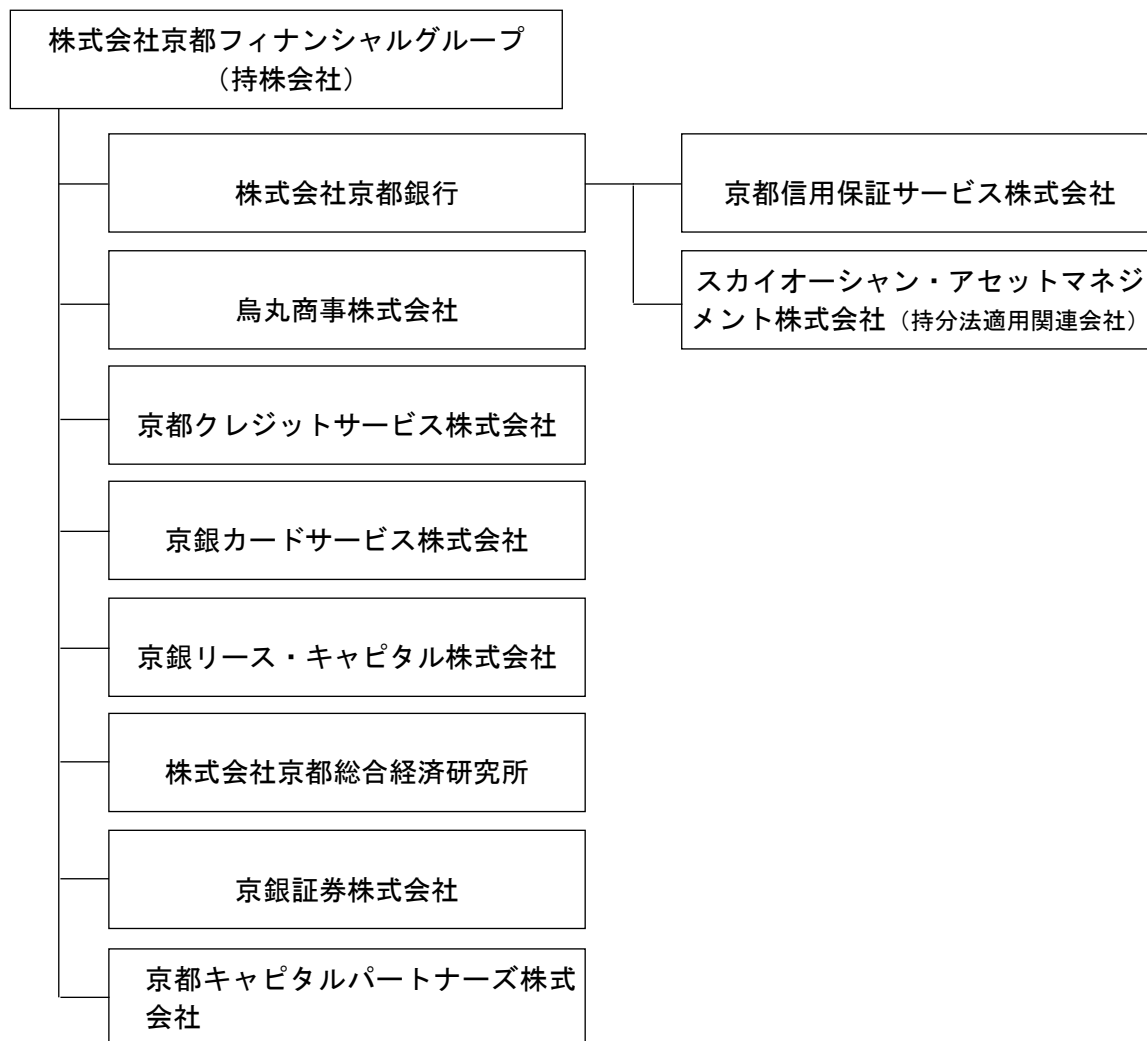 株式会社京都フィナンシャルグループ
（持株会社）
株式会社京都銀行
京都信用保証サービス株式会社
烏丸商事株式会社
スカイオーシャン・アセットマネジ
メント株式会社（持分法適用関連会社）
京都クレジットサービス株式会社
京銀カードサービス株式会社
京銀リース・キャピタル株式会社
株式会社京都総合経済研究所
京銀証券株式会社
京都キャピタルパートナーズ株式
会社